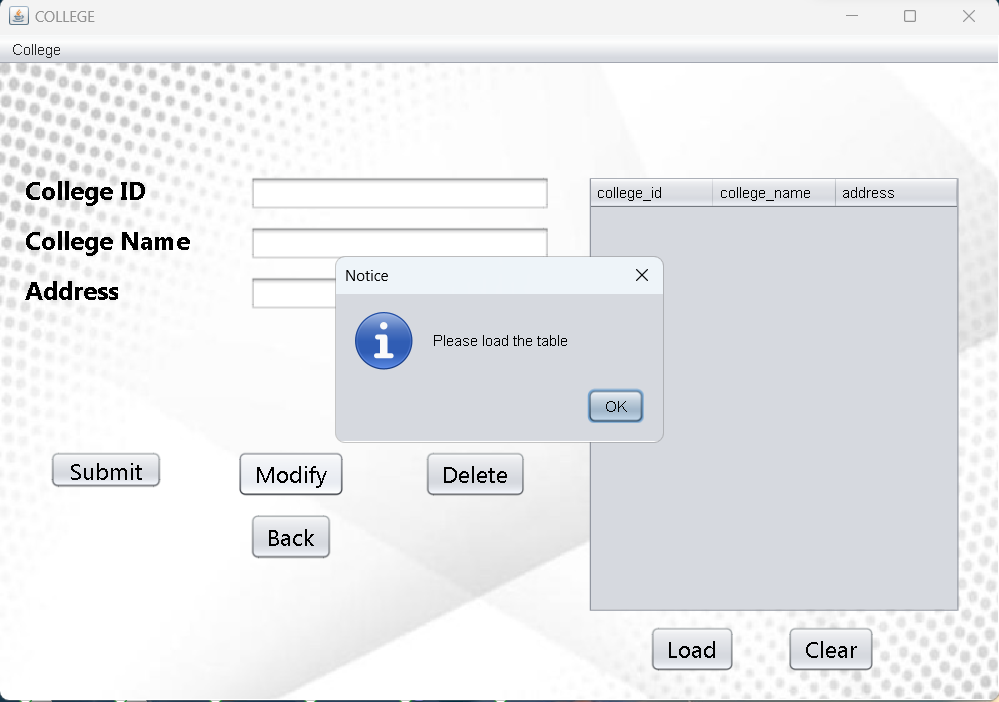 COLLEGE
College
College ID
College Name
Address
college_id college_name address
Notice
Please load the table
OK
Submit Modify Delete
Back
Load Clear